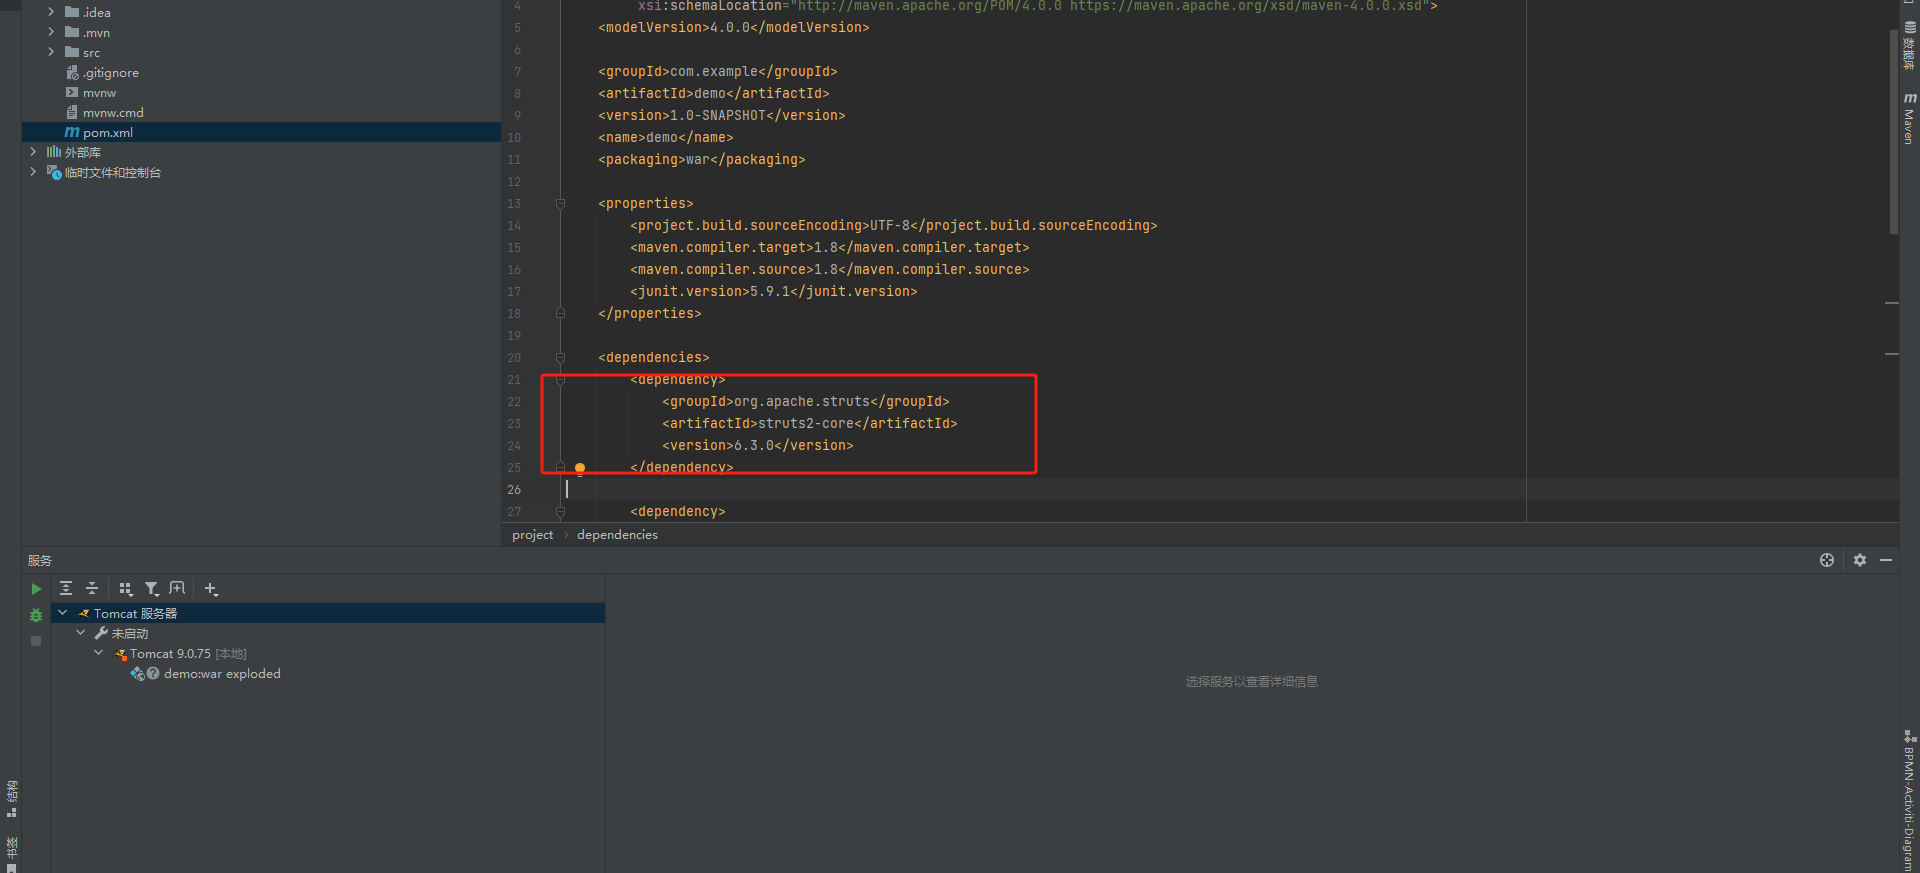 .idea
.mvn
src
.gitignore
mvnw
mvnw.cmd
pom.xml
外部库
临时文件和控制台
4 xsi:schemaLocation="http://maven.apache.org/POM/4.0.0 https://maven.apache.org/xsd/maven-4.0.0.xsd">
5 <modelVersion>4.0.0</modelVersion>
6
7 <groupId>com.example</groupId>
8 <artifactId>demo</artifactId>
9 <version>1.0-SNAPSHOT</version>
10 <name>demo</name>
11 <packaging>war</packaging>
12
13 <properties>
14 <project.build.sourceEncoding>UTF-8</project.build.sourceEncoding>
15 <maven.compiler.target>1.8</maven.compiler.target>
16 <maven.compiler.source>1.8</maven.compiler.source>
17 <junit.version>5.9.1</junit.version>
18 </properties>
19
20 <dependencies>
21 <dependency>
22 <groupId>org.apache.struts</groupId>
23 <artifactId>struts2-core</artifactId>
24 <version>6.3.0</version>
25 </dependency>
26
27 <dependency>
project
dependencies
数据库
Maven
服务
Tomcat 服务器
未启动
Tomcat 9.0.75 [本地]
demo:war exploded
选择服务以查看详细信息
结构
书签
BPMN-Activiti-Diagram